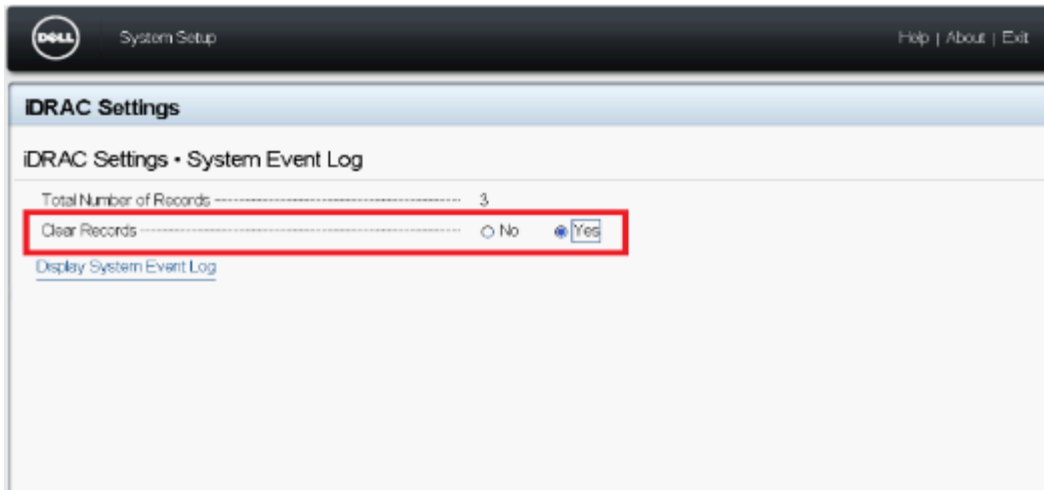 DELL System Setup Help | About | Exit
iDRAC Settings
iDRAC Settings • System Event Log
Total Number of Records 3
Clear Records No Yes
Display System Event Log